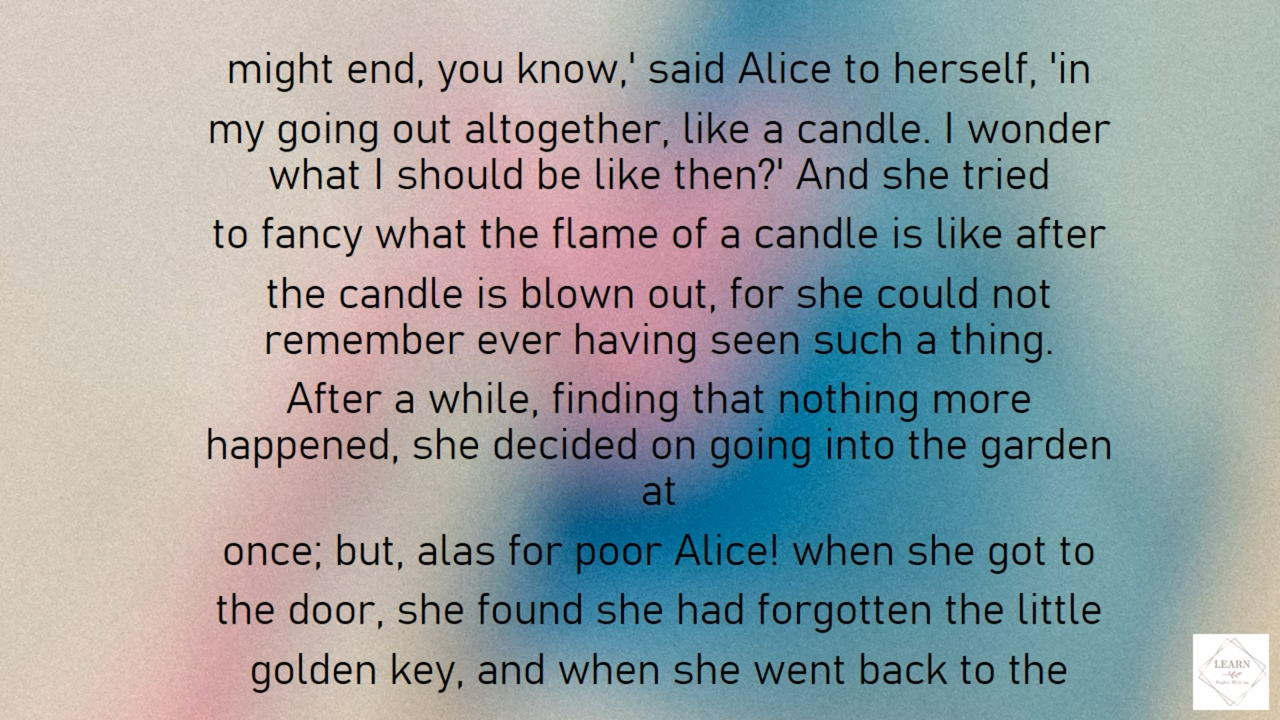 might end, you know,' said Alice to herself, 'in
my going out altogether, like a candle. I wonder
what I should be like then?' And she tried
to fancy what the flame of a candle is like after
the candle is blown out, for she could not
remember ever having seen such a thing.
After a while, finding that nothing more
happened, she decided on going into the garden
at
once; but, alas for poor Alice! when she got to
the door, she found she had forgotten the little
golden key, and when she went back to the
LEARN